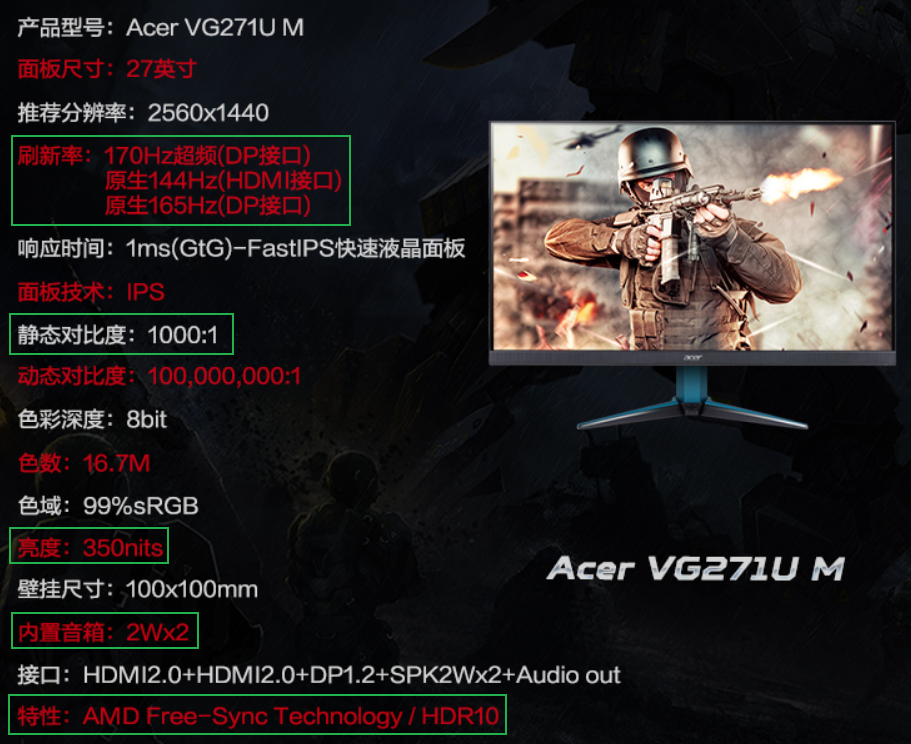 产品型号：Acer VG271U M
面板尺寸：27英寸
推荐分辨率：2560x1440
刷新率：170Hz超频(DP接口)
原生144Hz(HDMI接口)
原生165Hz(DP接口)
响应时间：1ms(GtG)-FastIPS快速液晶面板
面板技术：IPS
静态对比度：1000:1
动态对比度：100,000,000:1
色彩深度：8bit
色数：16.7M
色域：99%sRGB
亮度：350nits
壁挂尺寸：100x100mm
内置音箱：2Wx2
接口：HDMI2.0+HDMI2.0+DP1.2+SPK2Wx2+Audio out
特性：AMD Free-Sync Technology / HDR10
acer
Acer VG271U M